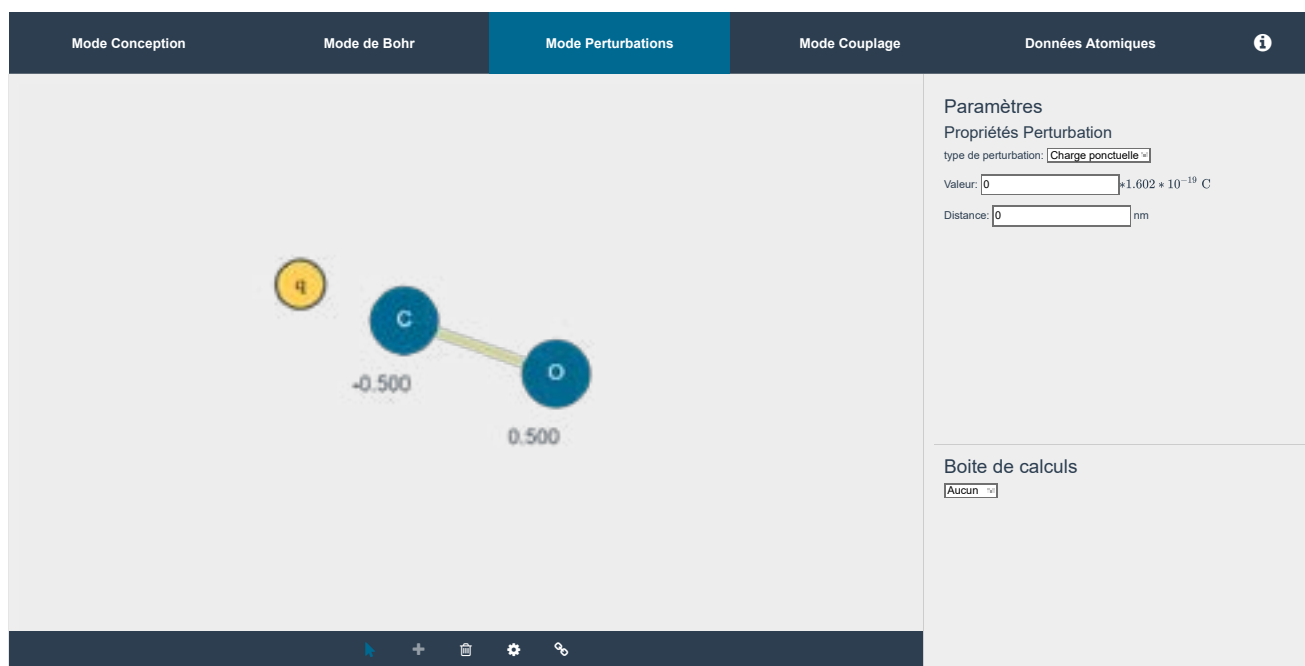 Mode Conception Mode de Bohr Mode Perturbations Mode Couplage Données Atomiques
Paramètres
Propriétés Perturbation
type de perturbation: Charge ponctuelle
Valeur: 0 *1.602 * 10⁻¹⁹ C
Distance: 0 nm
q
C
-0.500
O
0.500
Boite de calculs
Aucun